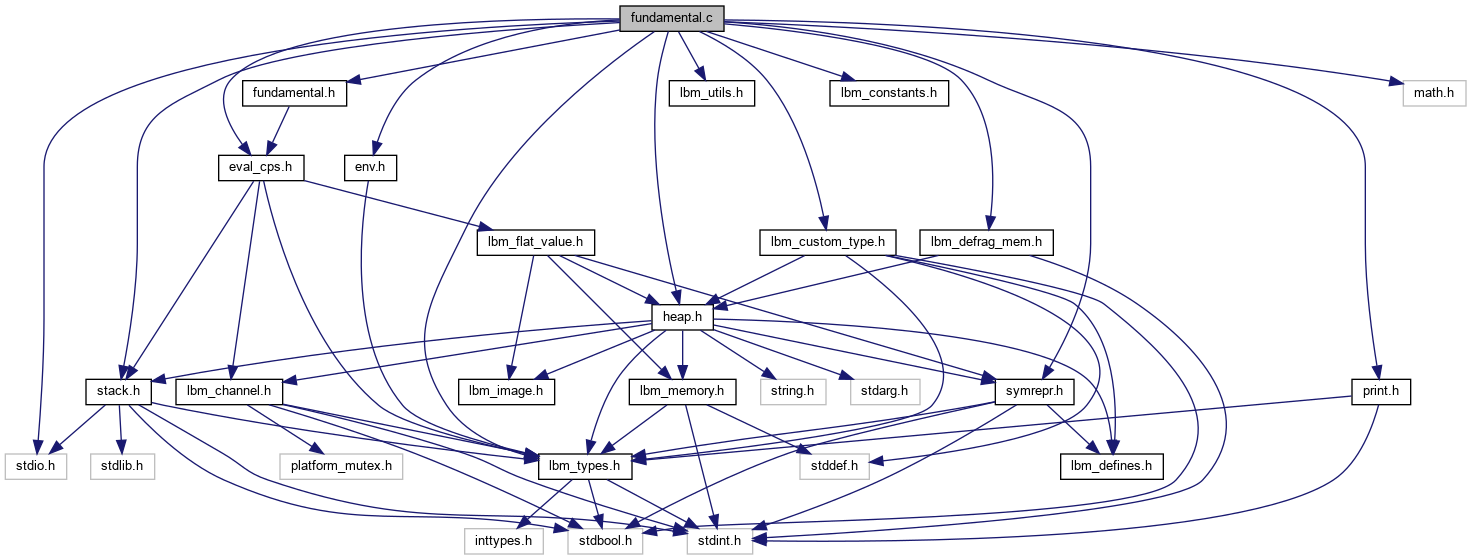 fundamental.c
fundamental.h
lbm_utils.h
lbm_constants.h
math.h
eval_cps.h
env.h
lbm_flat_value.h
lbm_custom_type.h
lbm_defrag_mem.h
heap.h
stack.h
lbm_channel.h
lbm_image.h
lbm_memory.h
string.h
stdarg.h
symrepr.h
print.h
stdio.h
stdlib.h
platform_mutex.h
lbm_types.h
stddef.h
lbm_defines.h
inttypes.h
stdbool.h
stdint.h